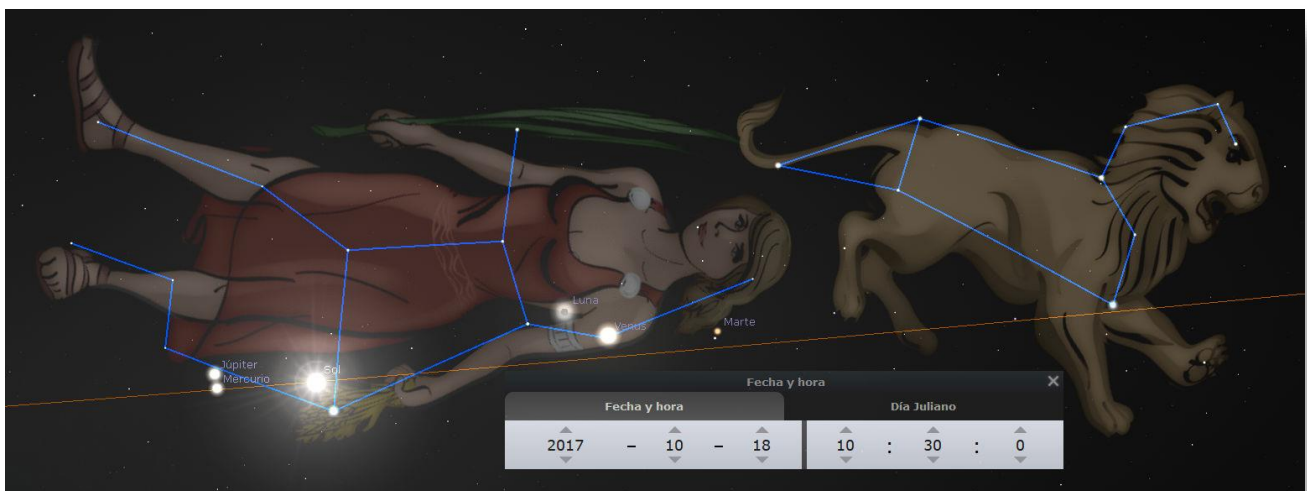 Luna
Venus
Marte
Júpiter
Sol
Mercurio
Fecha y hora
Fecha y hora Día Juliano
2017 - 10 - 18 10 : 30 : 0